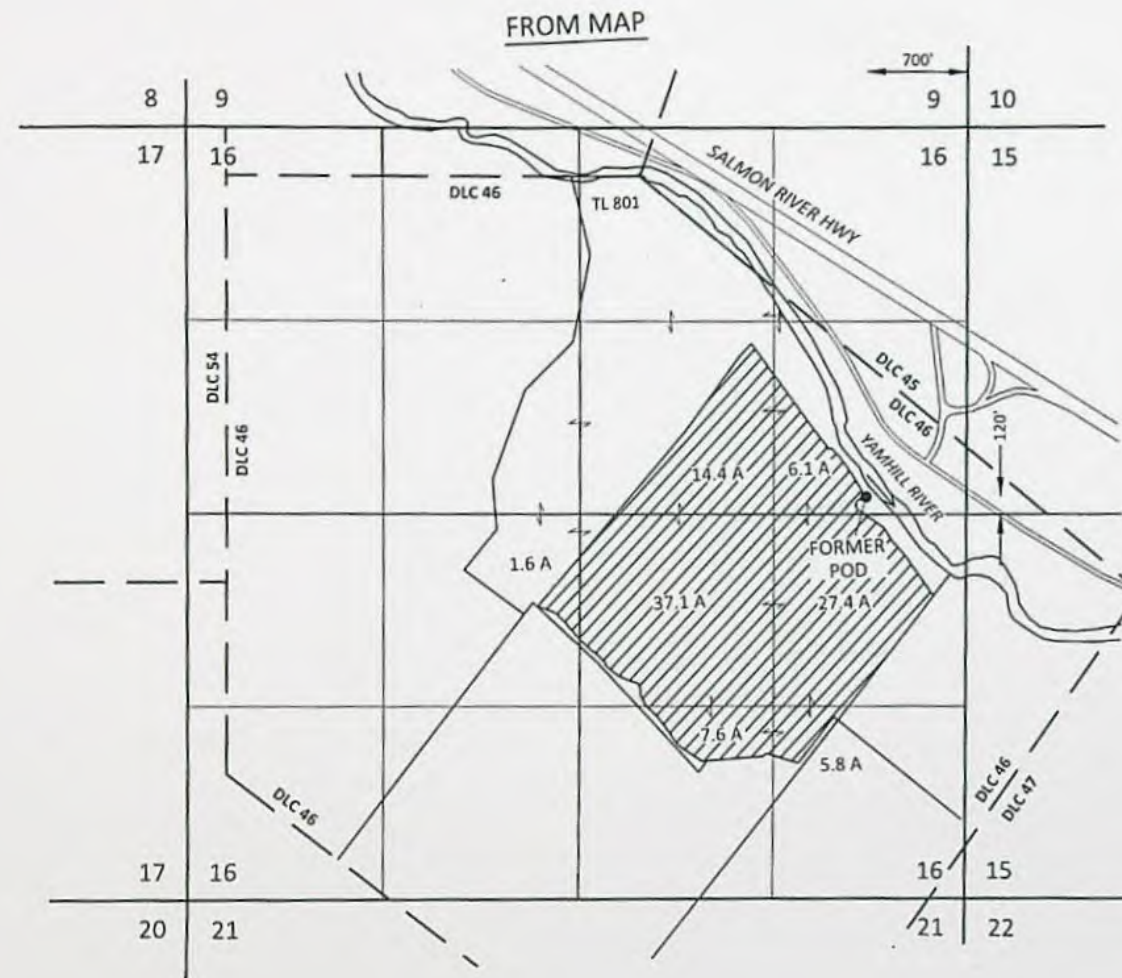 FROM MAP
700'
8 9
9 10
17 16
16 15
SALMON RIVER HWY
DLC 46
TL 801
DLC 54
DLC 46
DLC 45
DLC 46
120'
YAMHILL RIVER
14.4 A
6.1 A
1.6 A
FORMER
POD
37.1 A
27.4 A
7.6 A
5.8 A
DLC 46
DLC 46
DLC 47
17 16
16 15
20 21
21 22